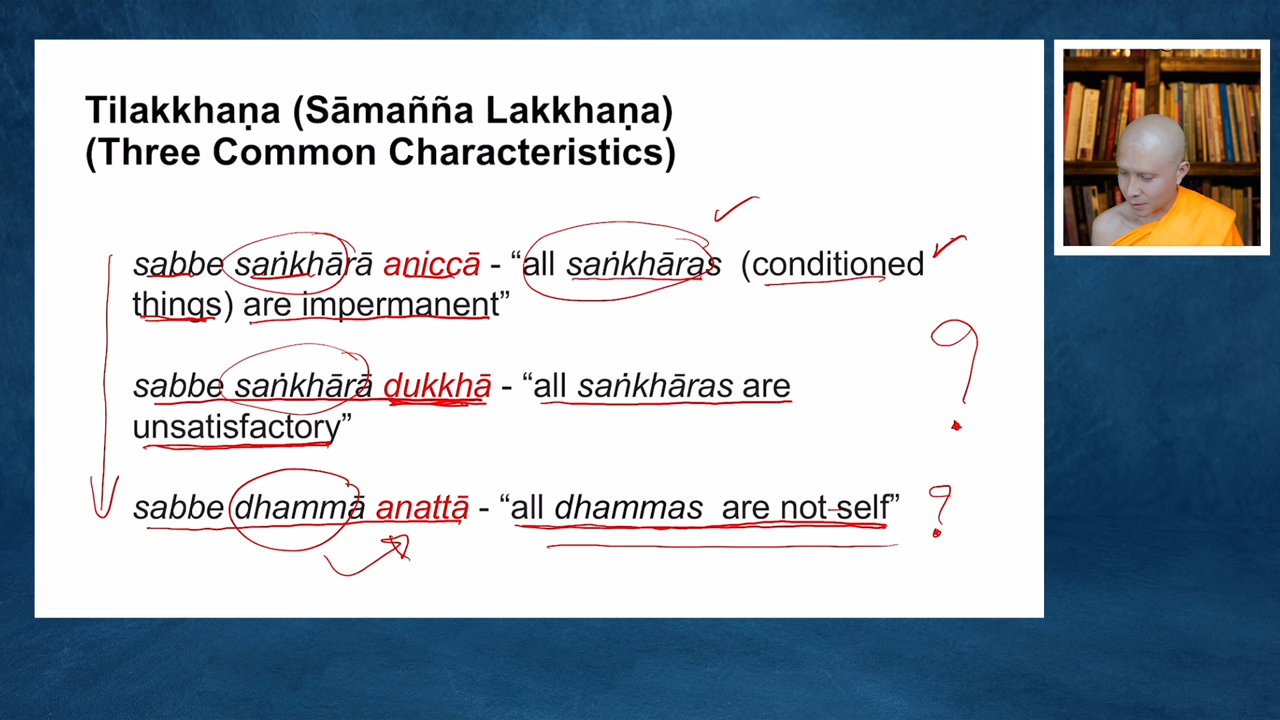 Tilakkhaṇa (Sāmañña Lakkhaṇa)
(Three Common Characteristics)
sabbe saṅkhārā aniccā - “all saṅkhāras (conditioned
things) are impermanent”
?
sabbe saṅkhārā dukkhā - “all saṅkhāras are
unsatisfactory”
sabbe dhammā anattā - “all dhammas are not self” ?